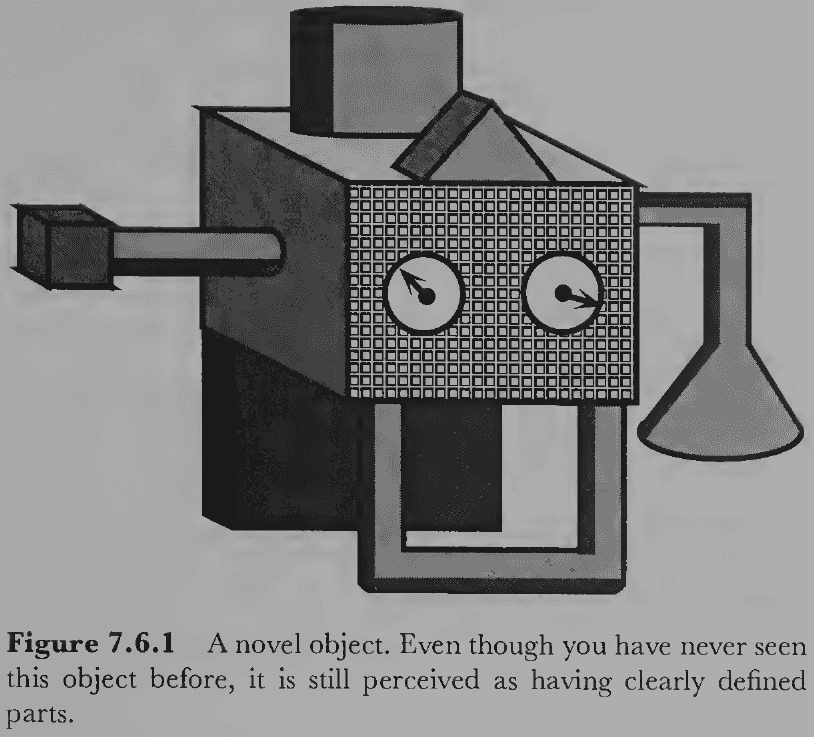 Figure 7.6.1 A novel object. Even though you have never seen
this object before, it is still perceived as having clearly defined
parts.